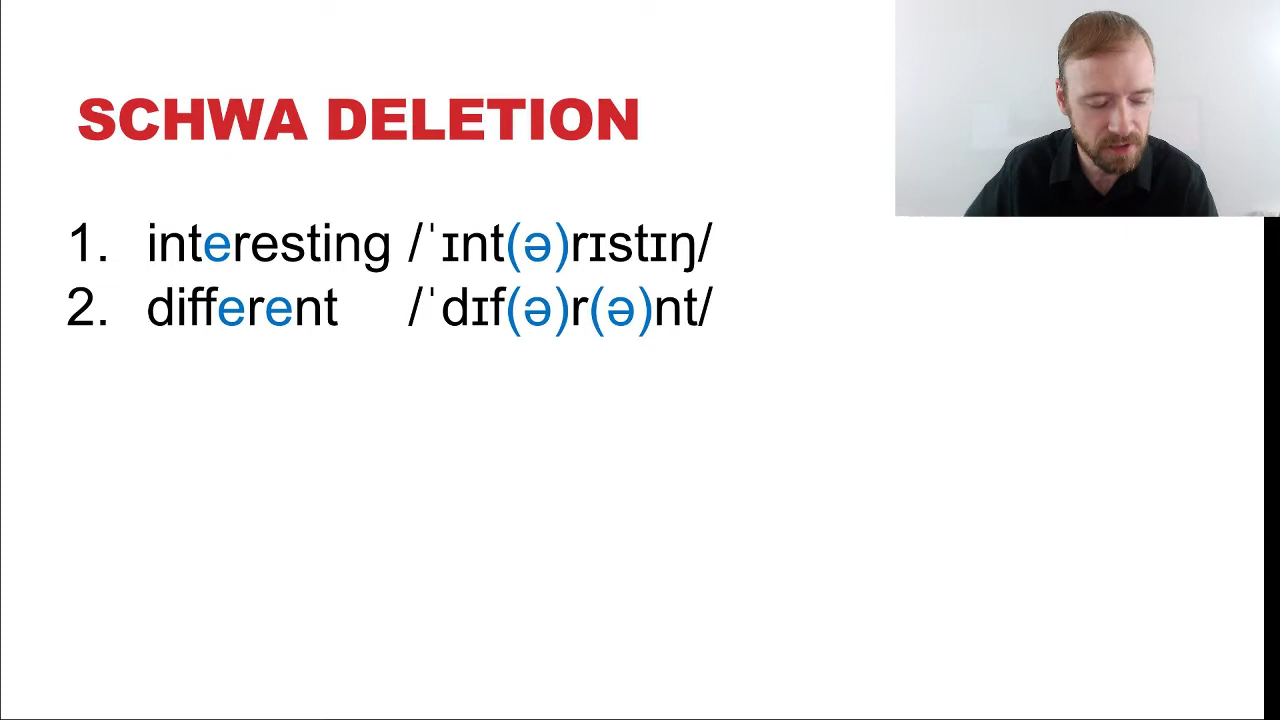 SCHWA DELETION
1. interesting /ˈɪnt(ə)rɪstɪŋ/
2. different /ˈdɪf(ə)r(ə)nt/